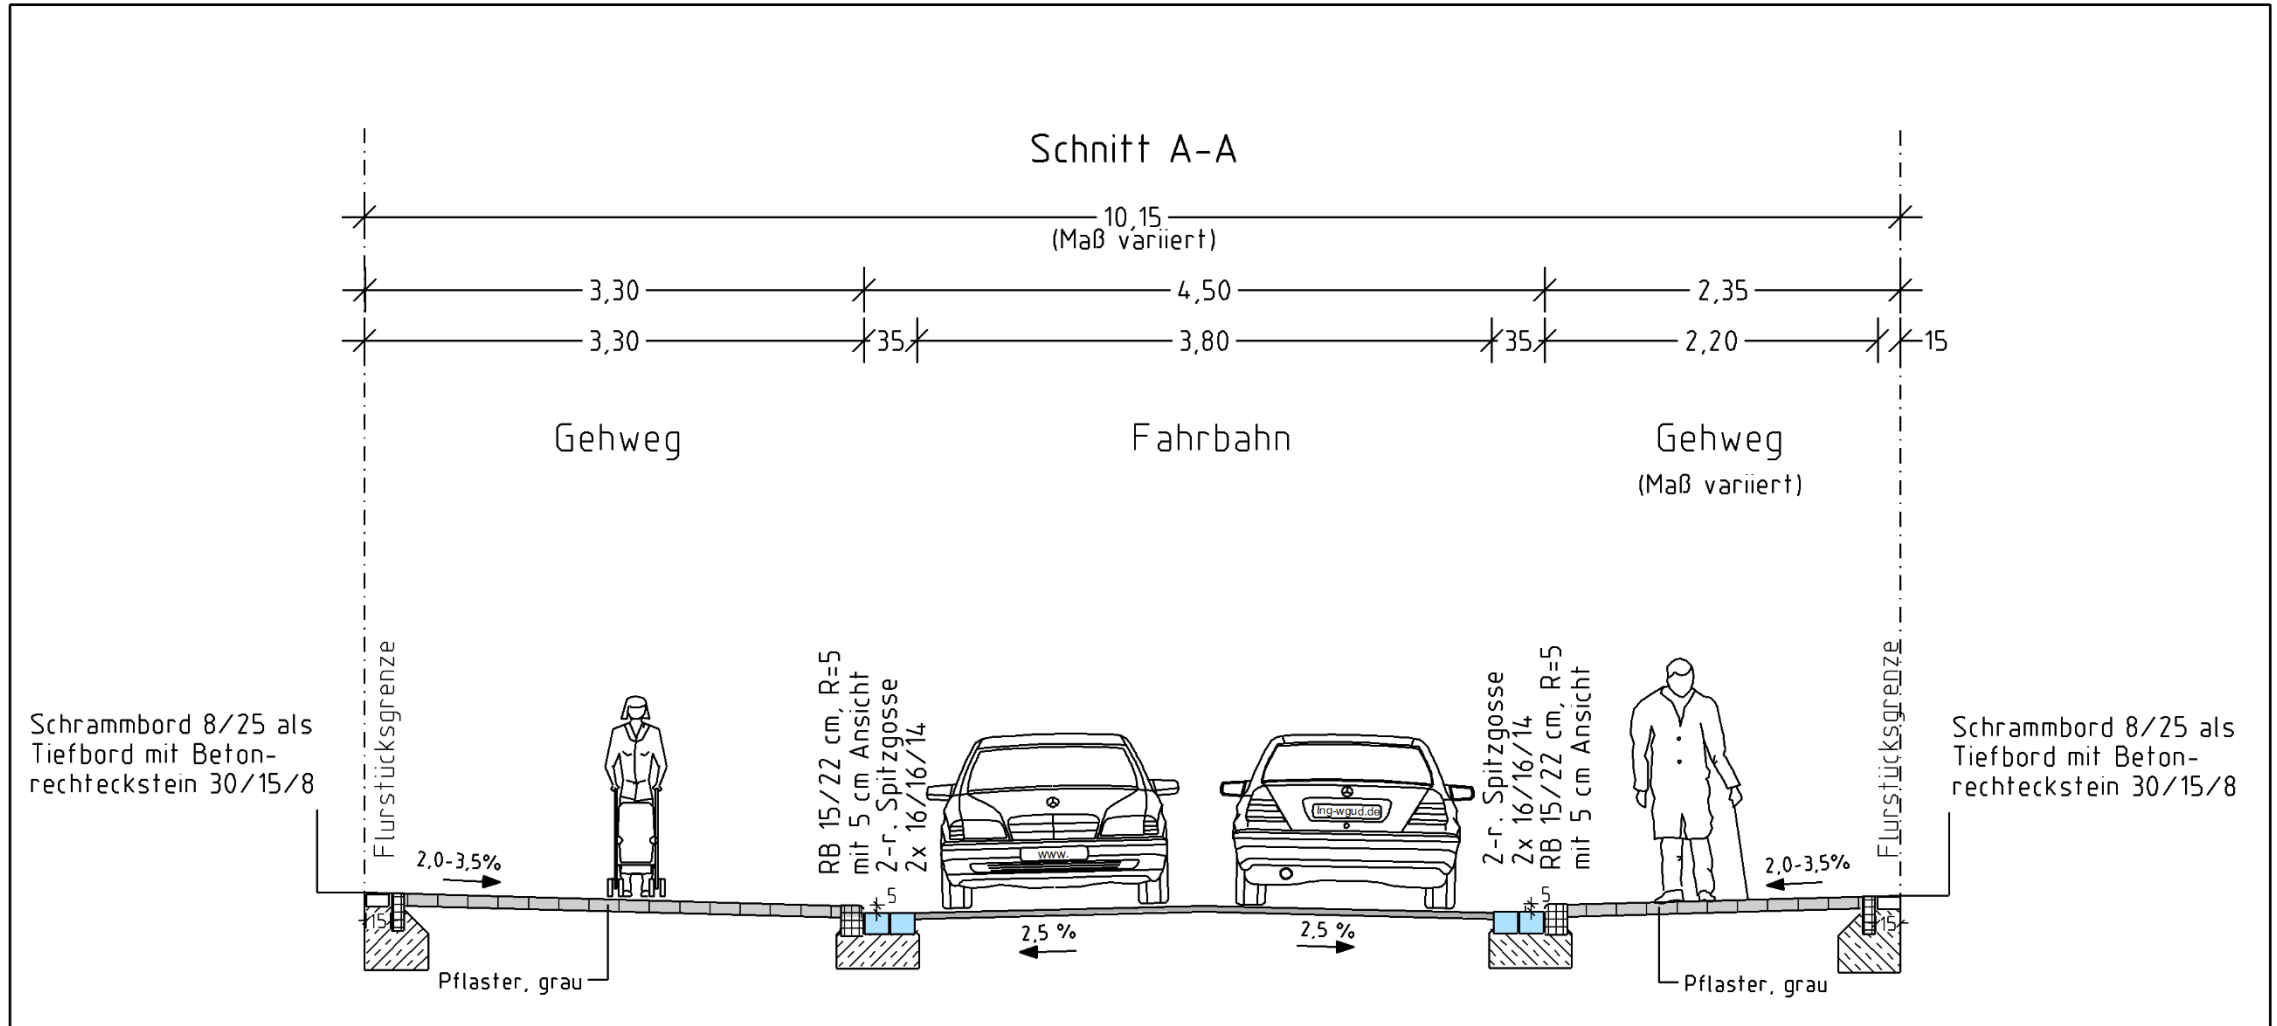 Schnitt A-A
10,15
(Maß variiert)
3,30
4,50
2,35
3,30
35
3,80
35
2,20
15
Gehweg
Fahrbahn
Gehweg
(Maß variiert)
Flurstücksgrenze
Schrammbord 8/25 als
Tiefbord mit Beton-
rechteckstein 30/15/8
2,0-3,5%
15
Pflaster, grau
RB 15/22 cm, R=5
mit 5 cm Ansicht
2-r. Spitzgosse
2x 16/16/14
5
www.
Ing-wgud.de
2,5 %
2,5 %
2-r. Spitzgosse
2x 16/16/14
RB 15/22 cm, R=5
mit 5 cm Ansicht
5
2,0-3,5%
15
Pflaster, grau
Flurstücksgrenze
Schrammbord 8/25 als
Tiefbord mit Beton-
rechteckstein 30/15/8